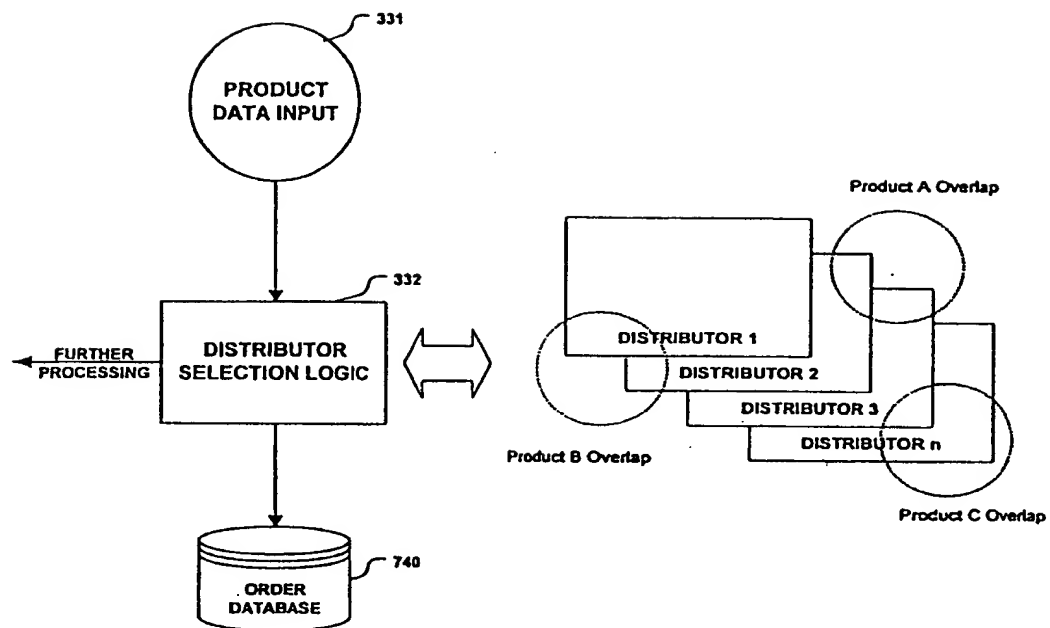 331
PRODUCT
DATA INPUT
Product A Overlap
332
DISTRIBUTOR
SELECTION LOGIC
FURTHER
PROCESSING
DISTRIBUTOR 1
DISTRIBUTOR 2
DISTRIBUTOR 3
DISTRIBUTOR n
Product B Overlap
Product C Overlap
740
ORDER
DATABASE